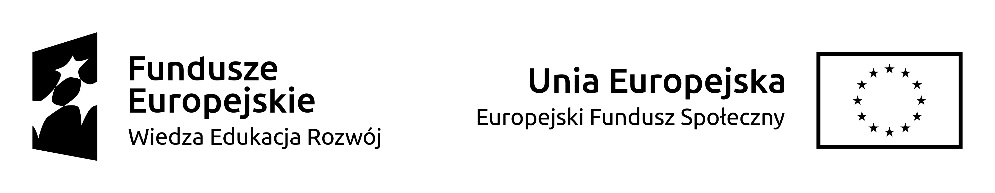 Fundusze
Europejskie
Wiedza Edukacja Rozwój
Unia Europejska
Europejski Fundusz Społeczny